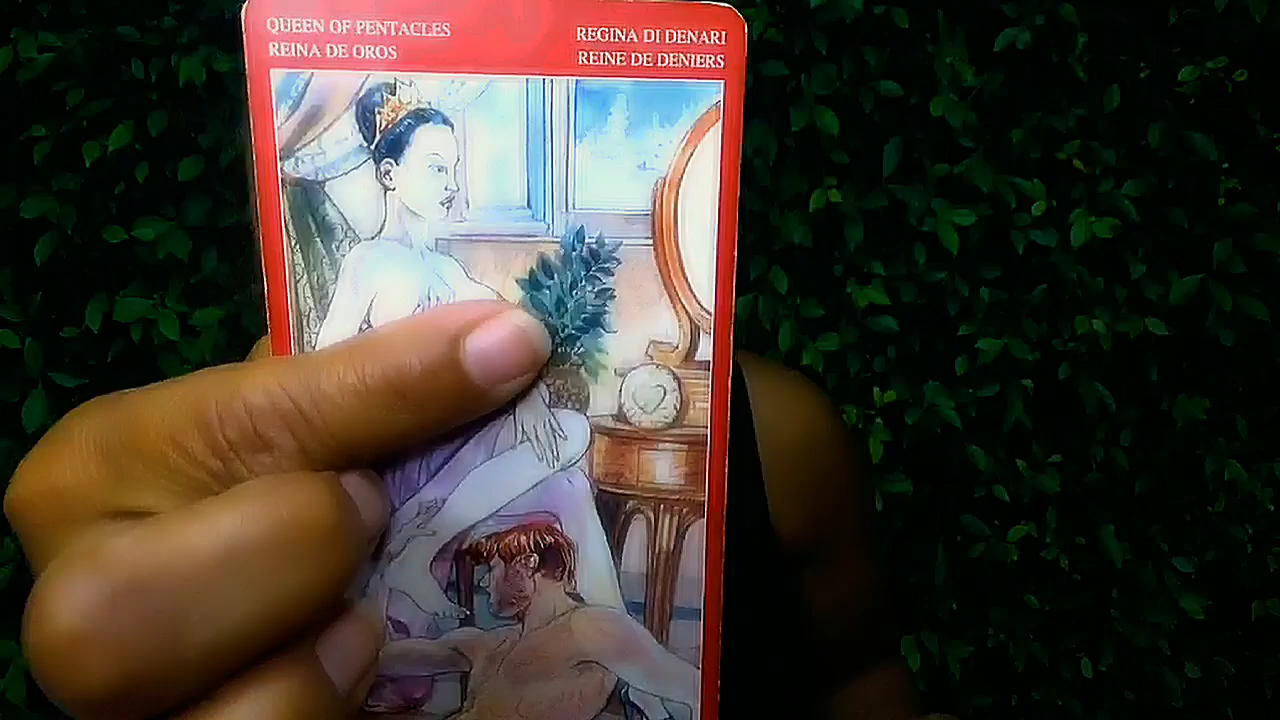 QUEEN OF PENTACLES
REINA DE OROS
REGINA DI DENARI
REINE DE DENIERS